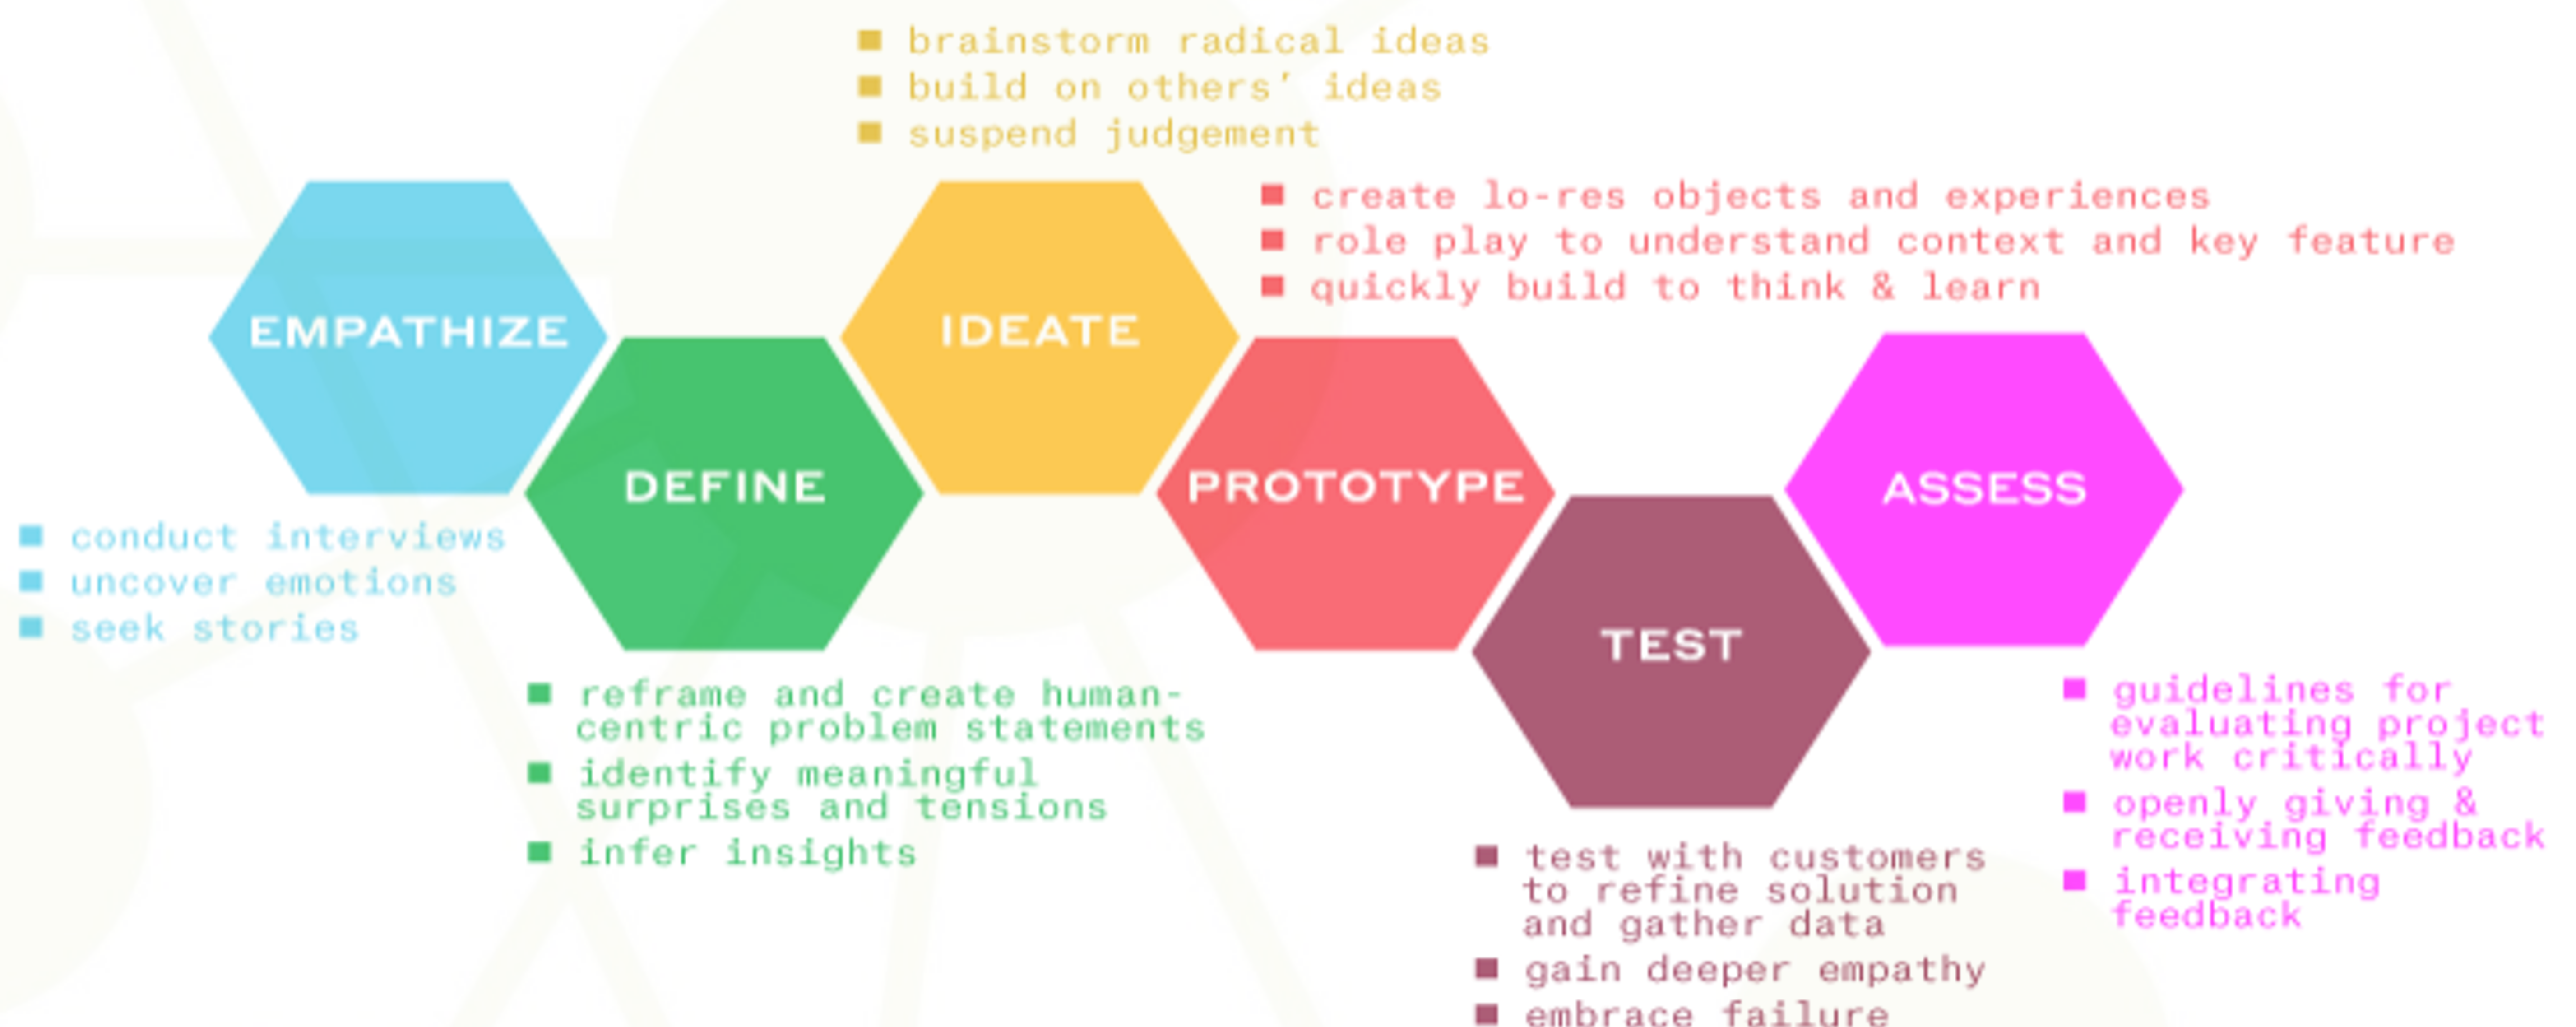 EMPATHIZE
■ conduct interviews
■ uncover emotions
■ seek stories
DEFINE
■ reframe and create human-
centric problem statements
■ identify meaningful
surprises and tensions
■ infer insights
IDEATE
■ brainstorm radical ideas
■ build on others' ideas
■ suspend judgement
PROTOTYPE
■ create lo-res objects and experiences
■ role play to understand context and key feature
■ quickly build to think & learn
TEST
■ test with customers
to refine solution
and gather data
■ gain deeper empathy
■ embrace failure
ASSESS
■ guidelines for
evaluating project
work critically
■ openly giving &
receiving feedback
■ integrating
feedback